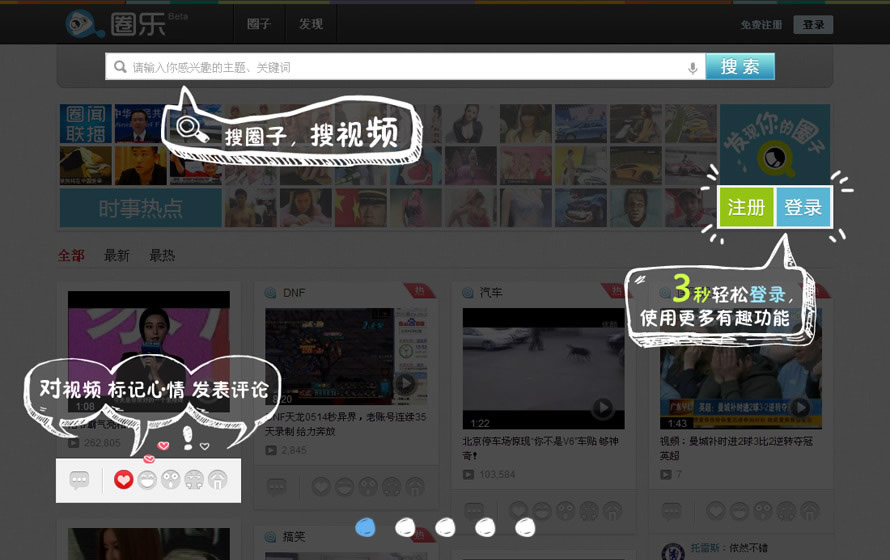 圈乐 Beta
圈子
发现
免费注册
登录
请输入你感兴趣的主题、关键词
搜 索
圈闻
联播
搜圈子，搜视频
发现你的圈子
时事热点
注册
登录
3秒轻松登录，
使用更多有趣功能
全部
最新
最热
1:08
262,805
对视频 标记心情 发表评论
DNF
热
DNF天龙0514秒异界，老账号连续35
天录制 给力奔放
2,845
汽车
热
1:22
北京停车场惊现"你不是V6"车贴 够神
奇！
103,584
热
1:43
视频：曼城补时进2球3比2逆转夺冠
英超
7
搞笑
热
托雷斯：依然不错